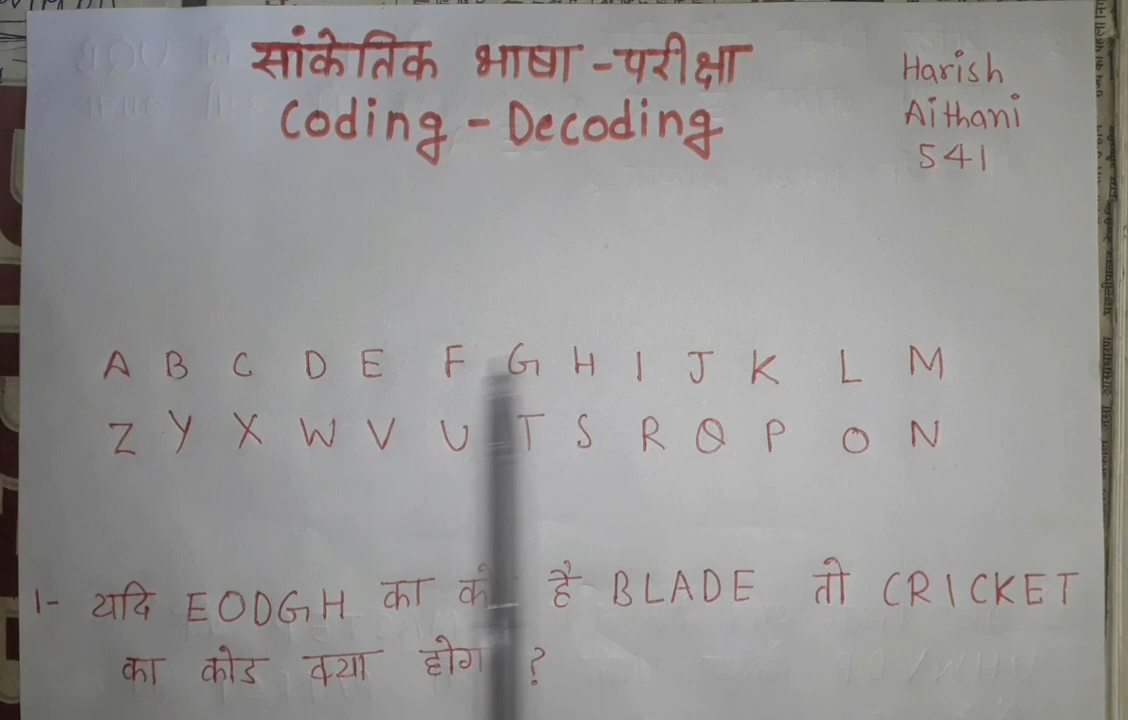 सांकेतिक भाषा - परीक्षा
Coding - Decoding
Harish
Aithani
541
A B C D E F G H I J K L M
Z Y X W V U T S R Q P O N
1- यदि EODGH का है BLADE तो CRICKET
का कोड क्या ?